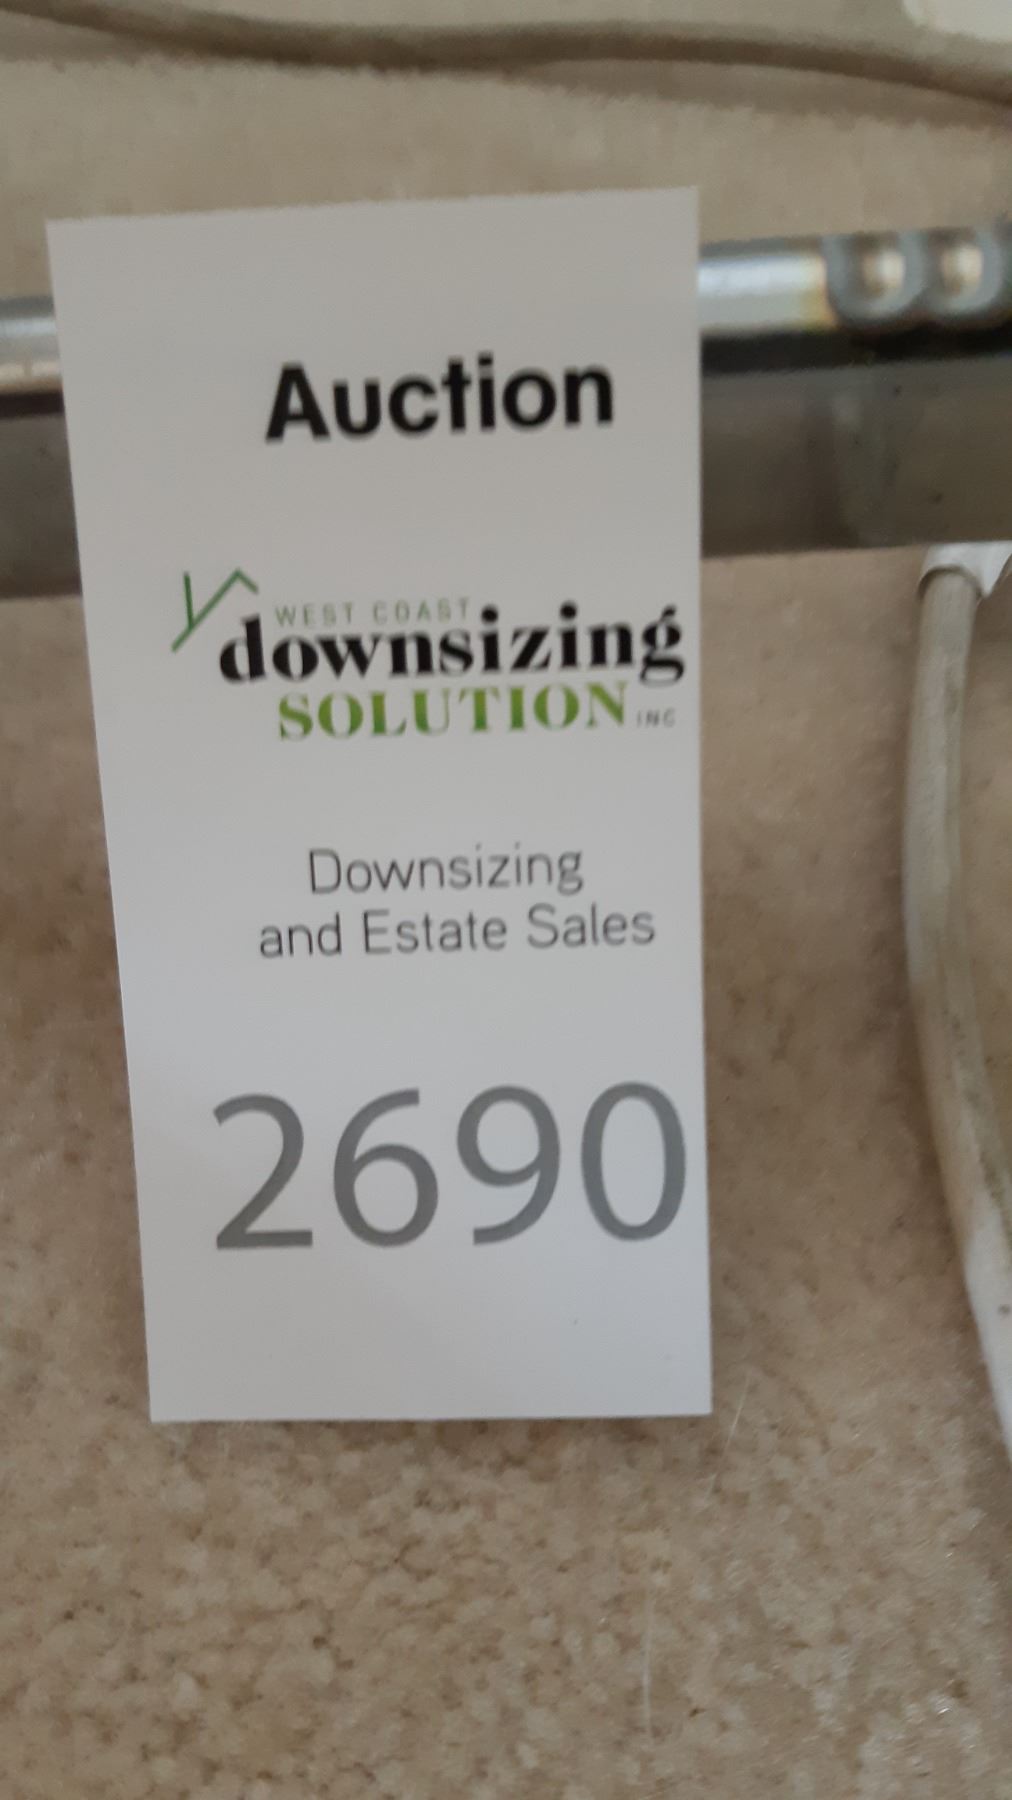 Auction
WEST COAST
downsizing
SOLUTION INC
Downsizing
and Estate Sales
2690